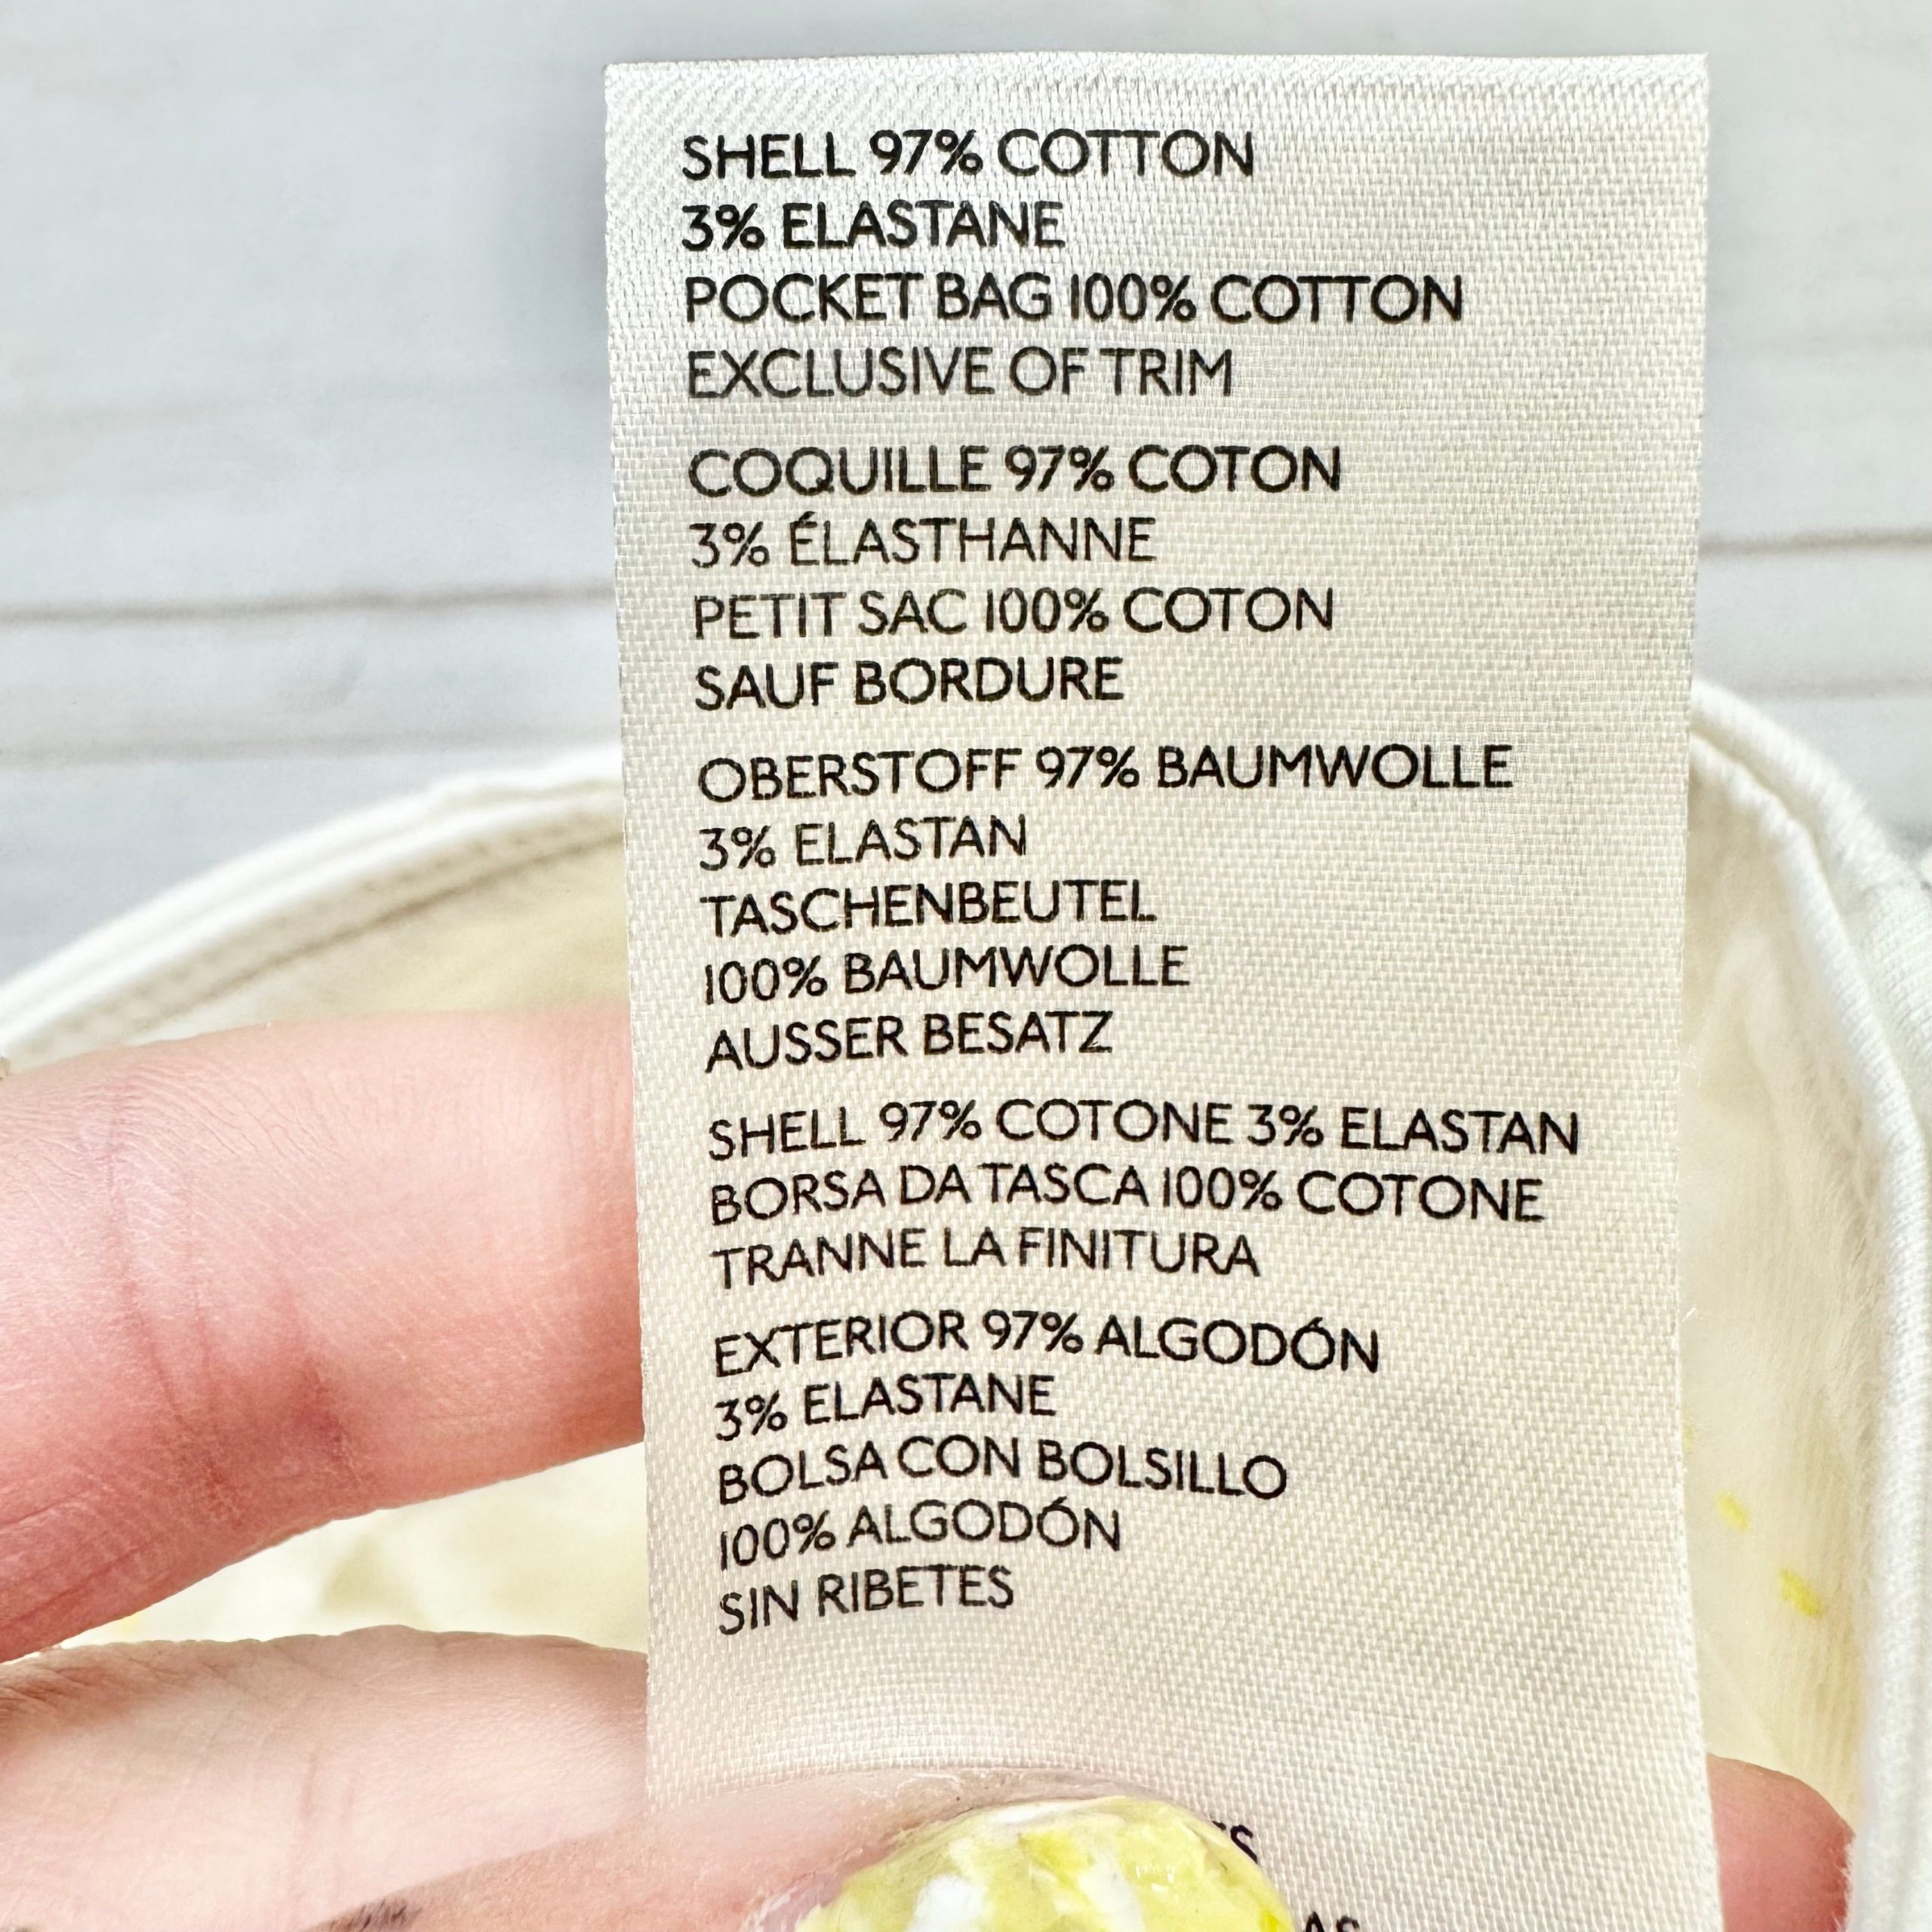 SHELL 97% COTTON
3% ELASTANE
POCKET BAG 100% COTTON
EXCLUSIVE OF TRIM
COQUILLE 97% COTON
3% ÉLASTHANNE
PETIT SAC 100% COTON
SAUF BORDURE
OBERSTOFF 97% BAUMWOLLE
3% ELASTAN
TASCHENBEUTEL
100% BAUMWOLLE
AUSSER BESATZ
SHELL 97% COTONE 3% ELASTAN
BORSA DA TASCA 100% COTONE
TRANNE LA FINITURA
EXTERIOR 97% ALGODÓN
3% ELASTANE
BOLSA CON BOLSILLO
100% ALGODÓN
SIN RIBETES